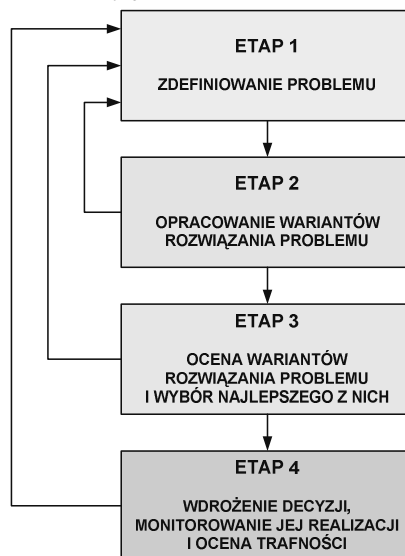 ETAP 1
ZDEFINIOWANIE PROBLEMU
ETAP 2
OPRACOWANIE WARIANTÓW
ROZWIĄZANIA PROBLEMU
ETAP 3
OCENA WARIANTÓW
ROZWIĄZANIA PROBLEMU
I WYBÓR NAJLEPSZEGO Z NICH
ETAP 4
WDROŻENIE DECYZJI,
MONITOROWANIE JEJ REALIZACJI
I OCENA TRAFNOŚCI